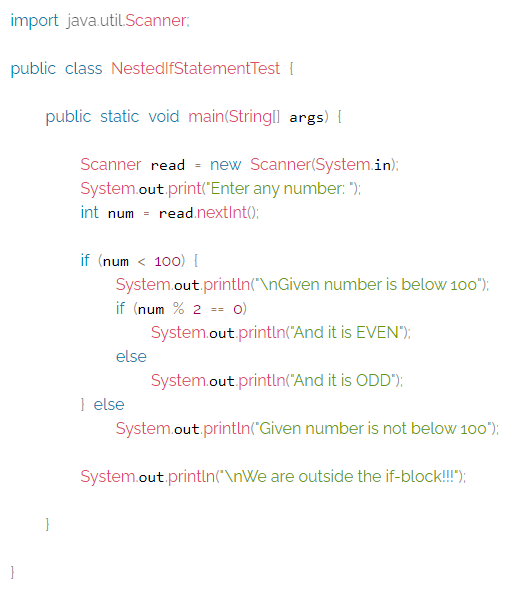 import java.util.Scanner;
public class NestedIfStatementTest {
public static void main(String[] args) {
Scanner read = new Scanner(System.in);
System.out.print("Enter any number: ");
int num = read.nextInt();
if (num < 100) {
System.out.println("\nGiven number is below 100");
if (num % 2 == 0)
System.out.println("And it is EVEN");
else
System.out.println("And it is ODD");
} else
System.out.println("Given number is not below 100");
System.out.println("\nWe are outside the if-block!!!");
}
}